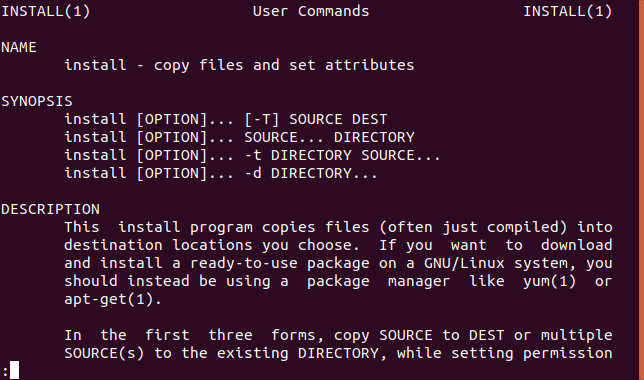 INSTALL(1) User Commands INSTALL(1)
NAME
install - copy files and set attributes
SYNOPSIS
install [OPTION]... [-T] SOURCE DEST
install [OPTION]... SOURCE... DIRECTORY
install [OPTION]... -t DIRECTORY SOURCE...
install [OPTION]... -d DIRECTORY...
DESCRIPTION
This install program copies files (often just compiled) into
destination locations you choose. If you want to download
and install a ready-to-use package on a GNU/Linux system, you
should instead be using a package manager like yum(1) or
apt-get(1).
In the first three forms, copy SOURCE to DEST or multiple
SOURCE(s) to the existing DIRECTORY, while setting permission
: